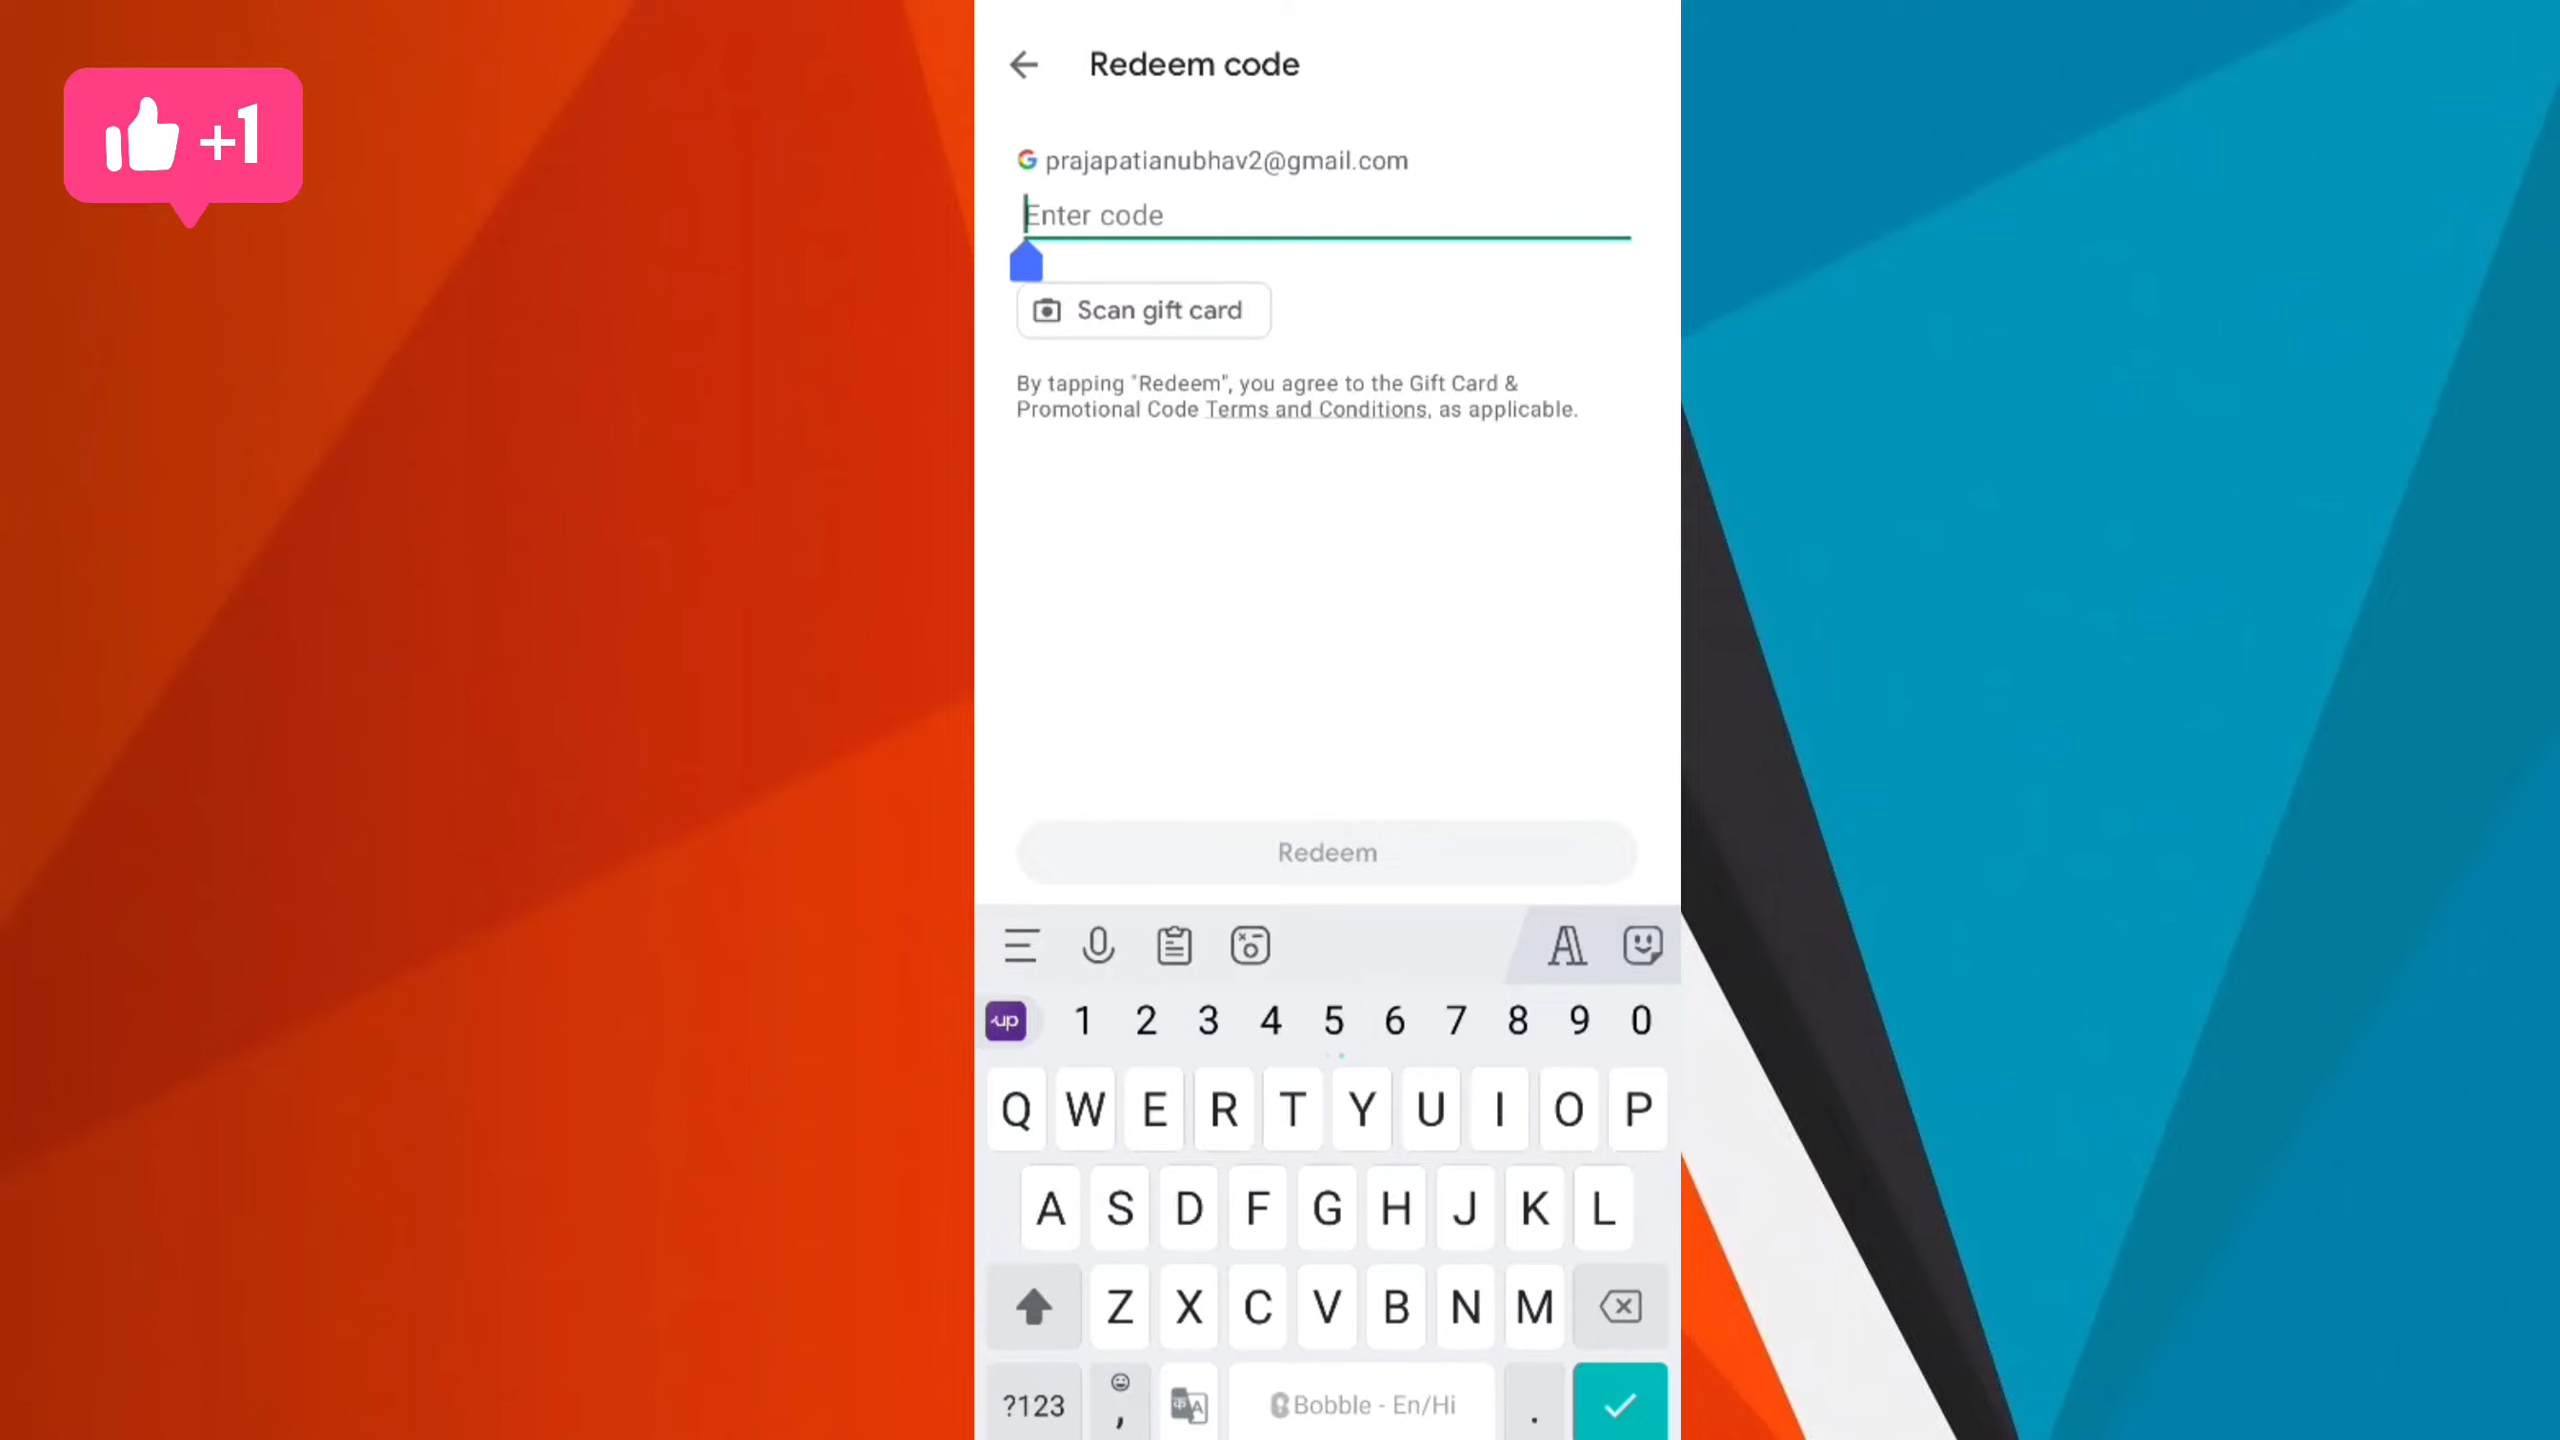 +1
Redeem code
prajapatianubhav2@gmail.com
Enter code
Scan gift card
By tapping "Redeem", you agree to the Gift Card &
Promotional Code Terms and Conditions, as applicable.
Redeem
up 1 2 3 4 5 6 7 8 9 0
Q W E R T Y U I O P
A S D F G H J K L
Z X C V B N M
?123 , Bobble - En/Hi .